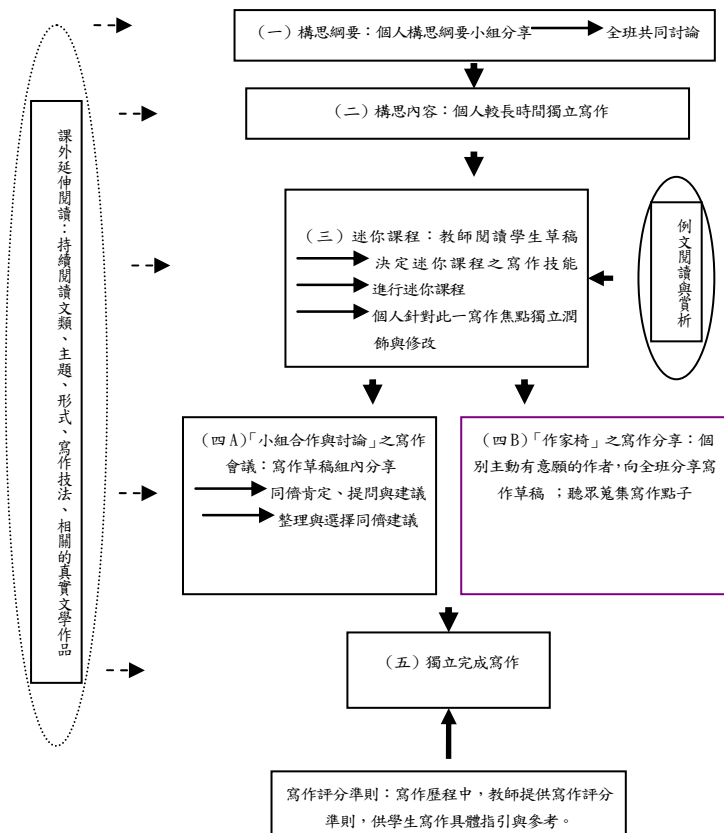 （一）構思綱要：個人構思綱要小組分享
全班共同討論
（二）構思內容：個人較長時間獨立寫作
課外延伸閱讀：持續閱讀文類、主題、形式、寫作技法、相關的真實文學作品
（三）迷你課程：教師閱讀學生草稿
決定迷你課程之寫作技能
進行迷你課程
個人針對此一寫作焦點獨立潤
飾與修改
例文閱讀與賞析
（四A）「小組合作與討論」之寫作
會議：寫作草稿組內分享
同儕肯定、提問與建議
整理與選擇同儕建議
（四B）「作家椅」之寫作分享：個
別主動有意願的作者，向全班分享寫
作草稿 ；聽眾蒐集寫作點子
（五）獨立完成寫作
寫作評分準則：寫作歷程中，教師提供寫作評分
準則，供學生寫作具體指引與參考。